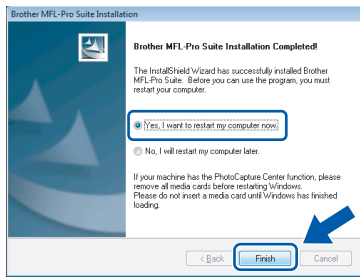 Brother MFL-Pro Suite Installation
Brother MFL-Pro Suite Installation Completed!
The InstallShield Wizard has successfully installed Brother
MFL-Pro Suite. Before you can use the program, you must
restart your computer.
Yes, I want to restart my computer now.
No, I will restart my computer later.
If your machine has the PhotoCapture Center function, please
remove all media cards before restarting Windows.
Please do not insert a media card until Windows has finished
loading.
< Back Finish Cancel